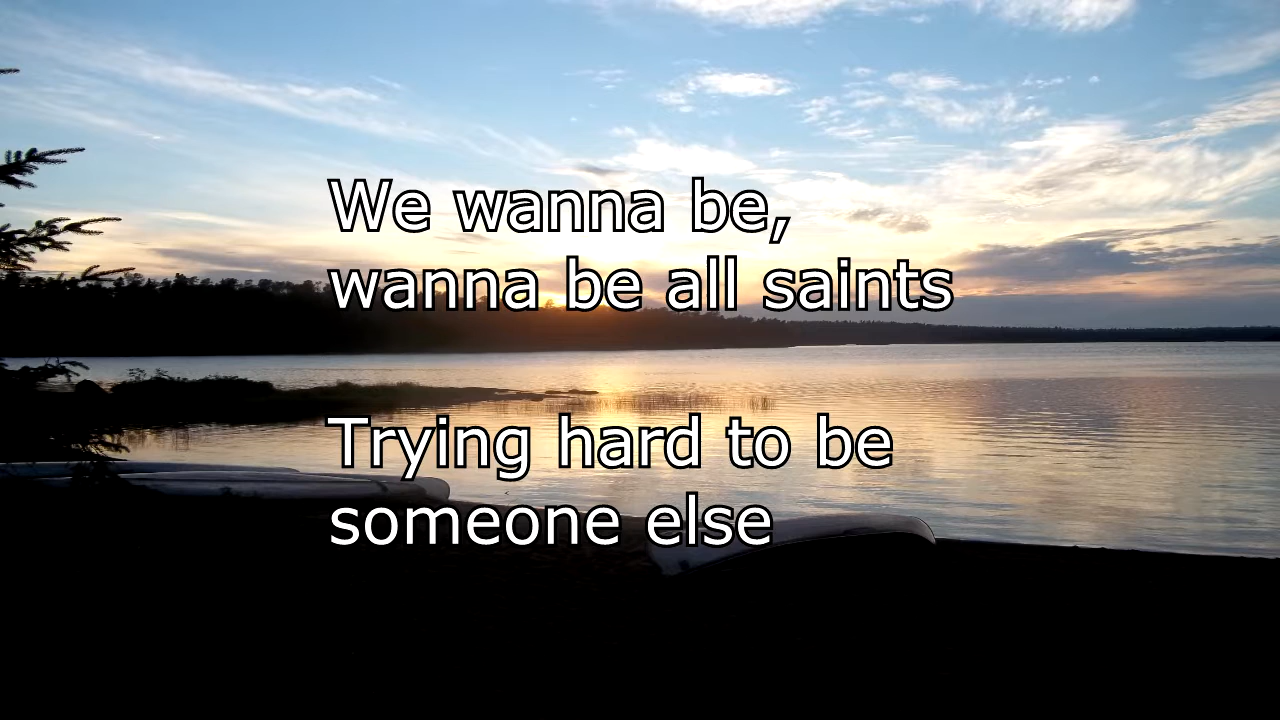 We wanna be,
wanna be all saints
Trying hard to be
someone else